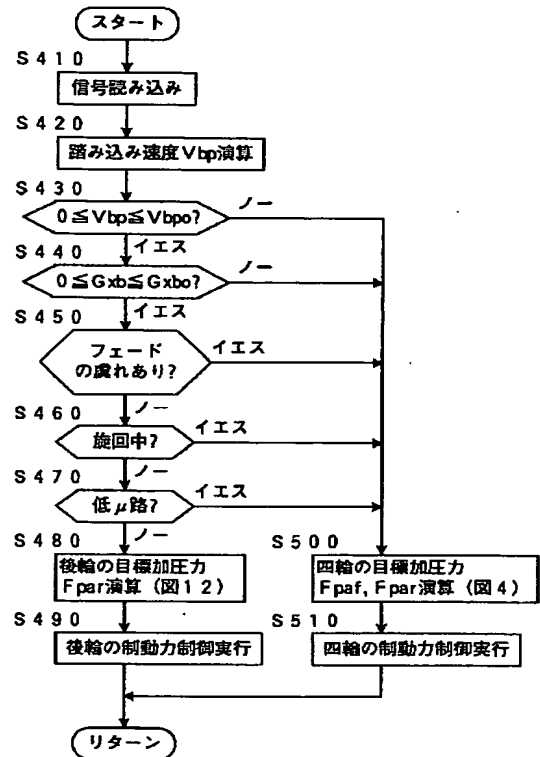 スタート
S410
信号読み込み
S420
踏み込み速度Vbp演算
S430
0≦Vbp≦Vbpo?
ノー
イエス
S440
0≦Gxb≦Gxbo?
ノー
イエス
S450
フェード
の虞れあり?
イエス
ノー
S460
旋回中?
イエス
ノー
S470
低μ路?
イエス
ノー
S480
後輪の目標加圧力
Fpar演算(図12)
S490
後輪の制動力制御実行
S500
四輪の目標加圧力
Fpaf, Fpar演算(図4)
S510
四輪の制動力制御実行
リターン